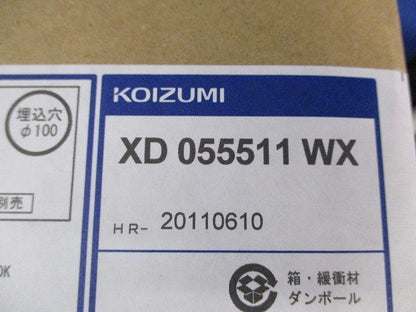 埋込穴
φ100
別売
OK
KOIZUMI
XD 055511 WX
HR- 20110610
箱・緩衝材
ダンボール